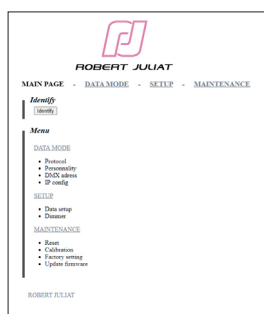 ROBERT JULIAT
MAIN PAGE - DATA MODE - SETUP - MAINTENANCE
Identify
Identify
Menu
DATA MODE
Protocol
Personnality
DMX adress
IP config
SETUP
Data setup
Dimmer
MAINTENANCE
Reset
Calibration
Factory setting
Update firmware
ROBERT JULIAT